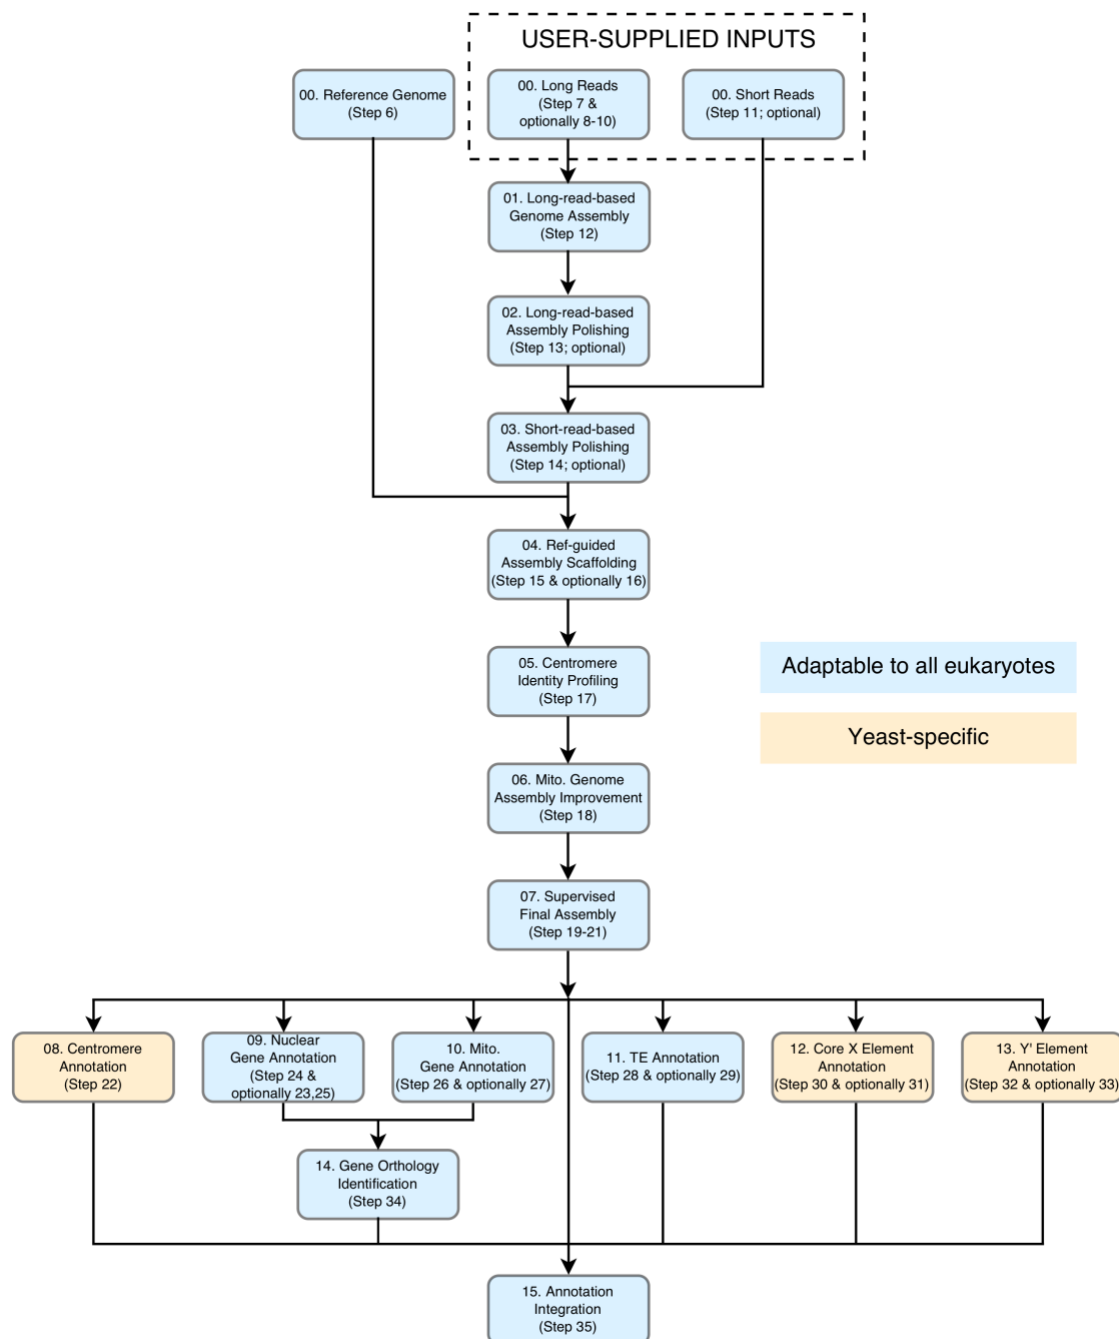 USER-SUPPLIED INPUTS
00. Reference Genome
(Step 6)
00. Long Reads
(Step 7 &
optionally 8-10)
00. Short Reads
(Step 11; optional)
01. Long-read-based
Genome Assembly
(Step 12)
02. Long-read-based
Assembly Polishing
(Step 13; optional)
03. Short-read-based
Assembly Polishing
(Step 14; optional)
04. Ref-guided
Assembly Scaffolding
(Step 15 & optionally 16)
05. Centromere
Identity Profiling
(Step 17)
Adaptable to all eukaryotes
Yeast-specific
06. Mito. Genome
Assembly Improvement
(Step 18)
07. Supervised
Final Assembly
(Step 19-21)
08. Centromere
Annotation
(Step 22)
09. Nuclear
Gene Annotation
(Step 24 &
optionally 23,25)
10. Mito.
Gene Annotation
(Step 26 & optionally 27)
11. TE Annotation
(Step 28 & optionally 29)
12. Core X Element
Annotation
(Step 30 & optionally 31)
13. Y' Element
Annotation
(Step 32 & optionally 33)
14. Gene Orthology
Identification
(Step 34)
15. Annotation
Integration
(Step 35)